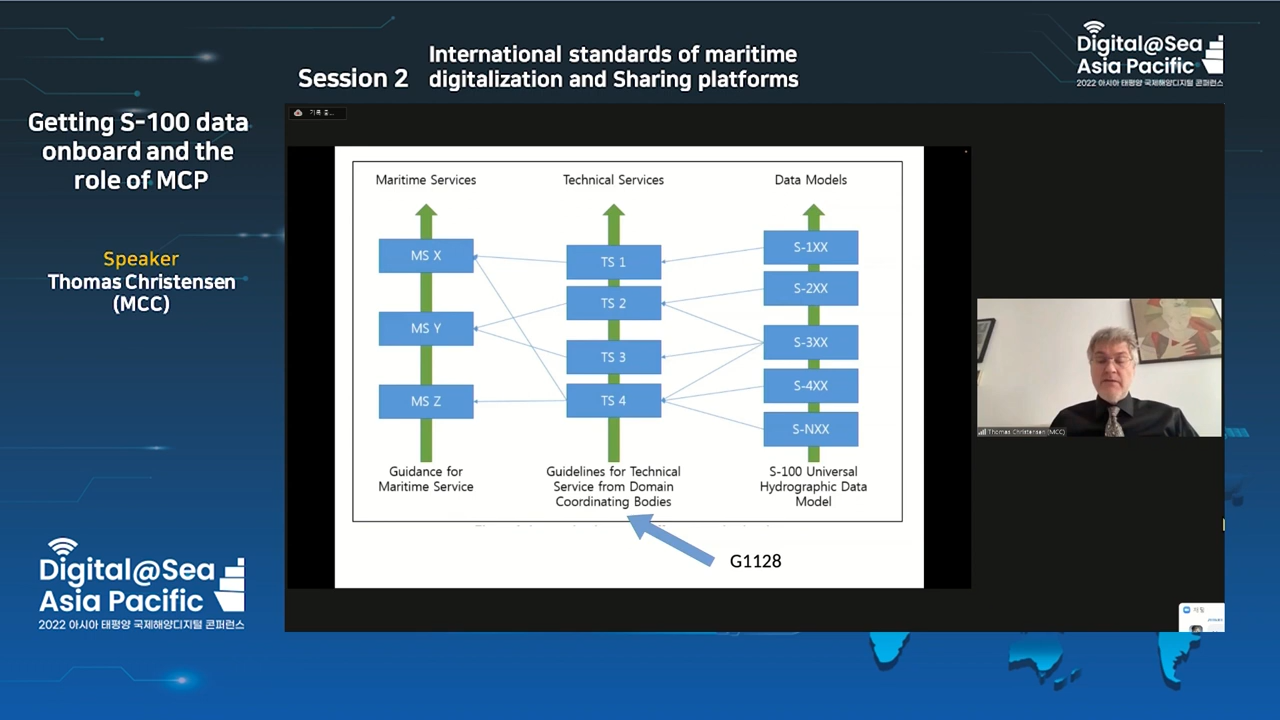 Session 2
International standards of maritime
digitalization and Sharing platforms
Digital@Sea
Asia Pacific
2022 아시아 태평양 국제해양디지털 콘퍼런스
Getting S-100 data
onboard and the
role of MCP
Speaker
Thomas Christensen
(MCC)
Maritime Services
Technical Services
Data Models
MS X
MS Y
MS Z
TS 1
TS 2
TS 3
TS 4
S-1XX
S-2XX
S-3XX
S-4XX
S-NXX
Guidance for
Maritime Service
Guidelines for Technical
Service from Domain
Coordinating Bodies
S-100 Universal
Hydrographic Data
Model
G1128
Thomas Christensen (MCC)
Digital@Sea
Asia Pacific
2022 아시아 태평양 국제해양디지털 콘퍼런스